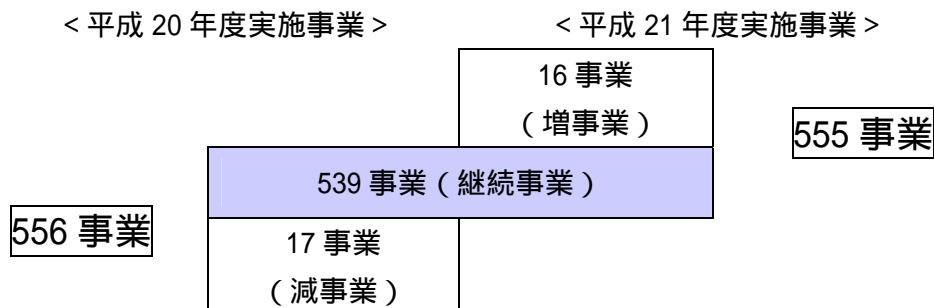 <平成 20 年度実施事業>
<平成 21 年度実施事業>
16 事業
(増事業)
555 事業
539 事業(継続事業)
556 事業
17 事業
(減事業)